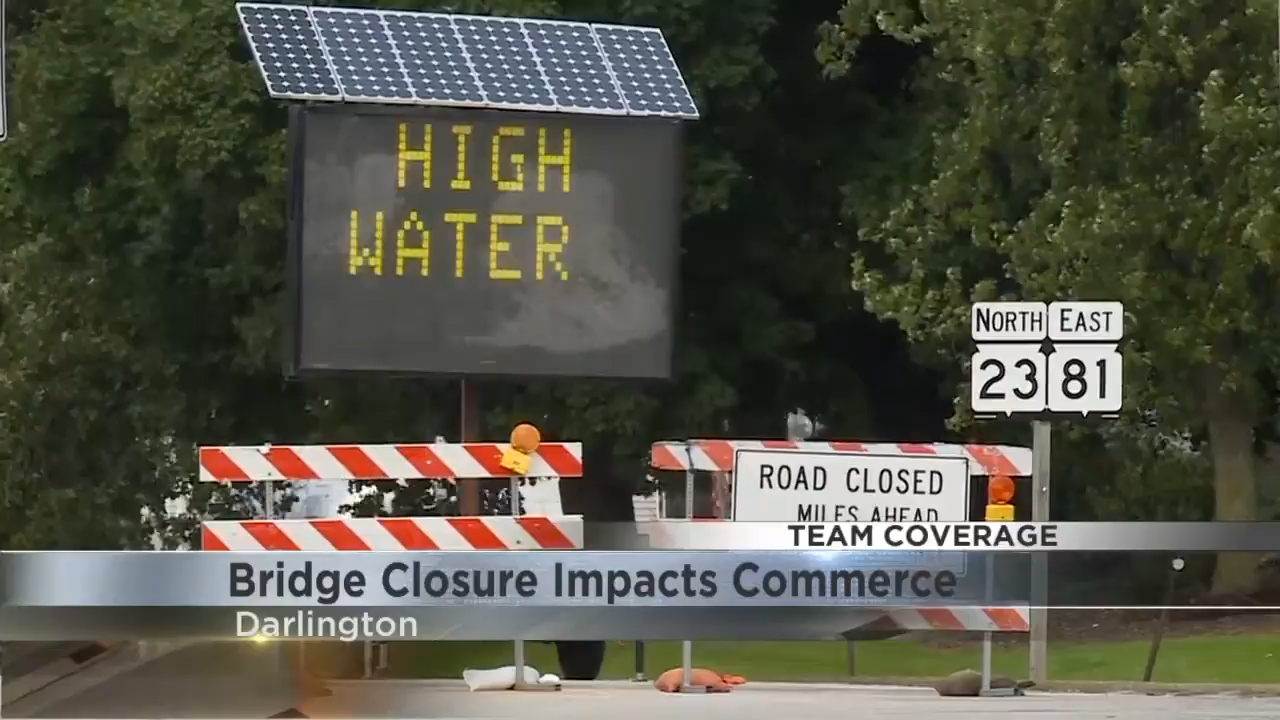 HIGH
WATER
NORTH EAST
23 81
ROAD CLOSED
MILES AHEAD
TEAM COVERAGE
Bridge Closure Impacts Commerce
Darlington